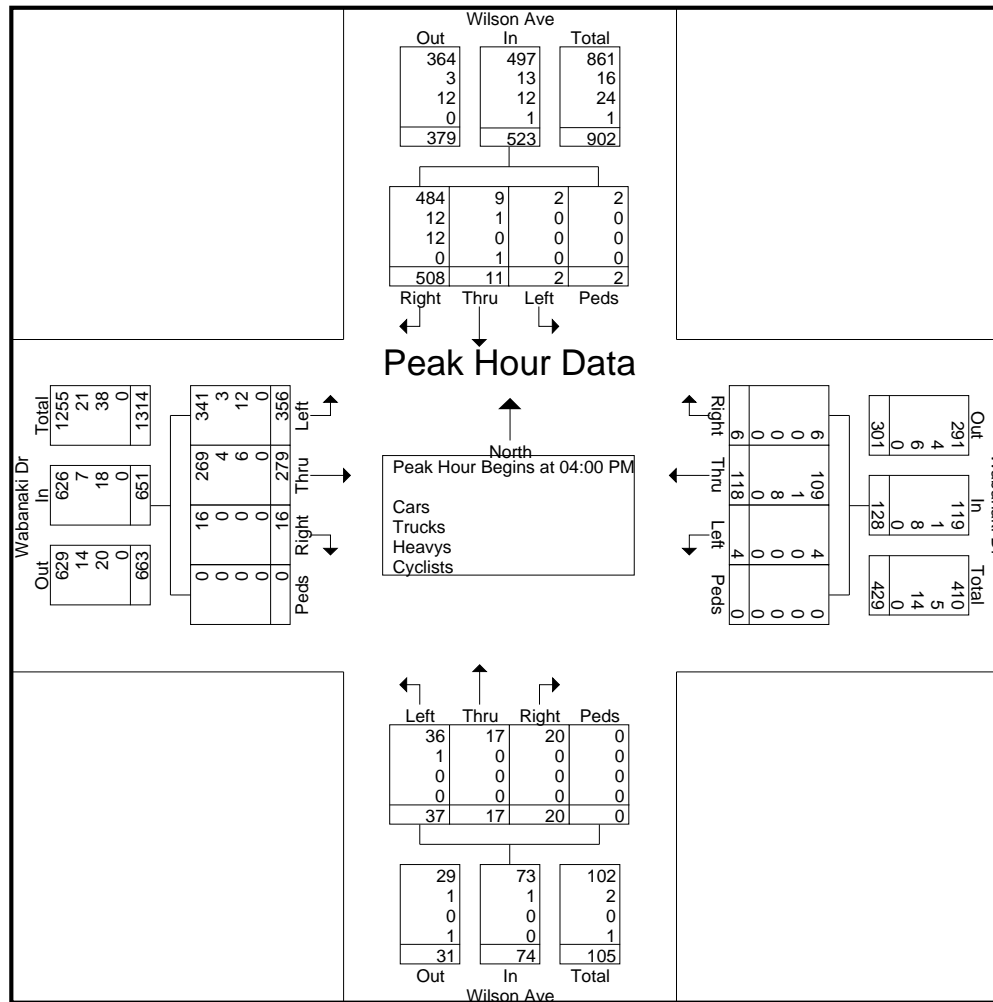 Wilson Ave
Out In Total
364 497 861
3 13 16
12 12 24
0 1 1
379 523 902
484 9 2 2
12 1 0 0
12 0 0 0
0 1 0 0
508 11 2 2
Right Thru Left Peds
Peak Hour Data
North
Peak Hour Begins at 04:00 PM
Cars
Trucks
Heavys
Cyclists
Wabanaki Dr
Total In Out
1255 626 629
21 7 14
38 18 20
0 0 0
1314 651 663
341 269 16 0
3 4 0 0
12 6 0 0
0 0 0 0
356 279 16 0
Left Thru Right Peds
Right Thru Left Peds
6 109 4 0
0 1 0 0
0 8 0 0
0 0 0 0
6 118 4 0
Out In Total
291 119 410
4 1 5
6 8 14
0 0 0
301 128 429
Left Thru Right Peds
36 17 20 0
1 0 0 0
0 0 0 0
0 0 0 0
37 17 20 0
29 73 102
1 1 2
0 0 0
1 0 1
31 74 105
Out In Total
Wilson Ave